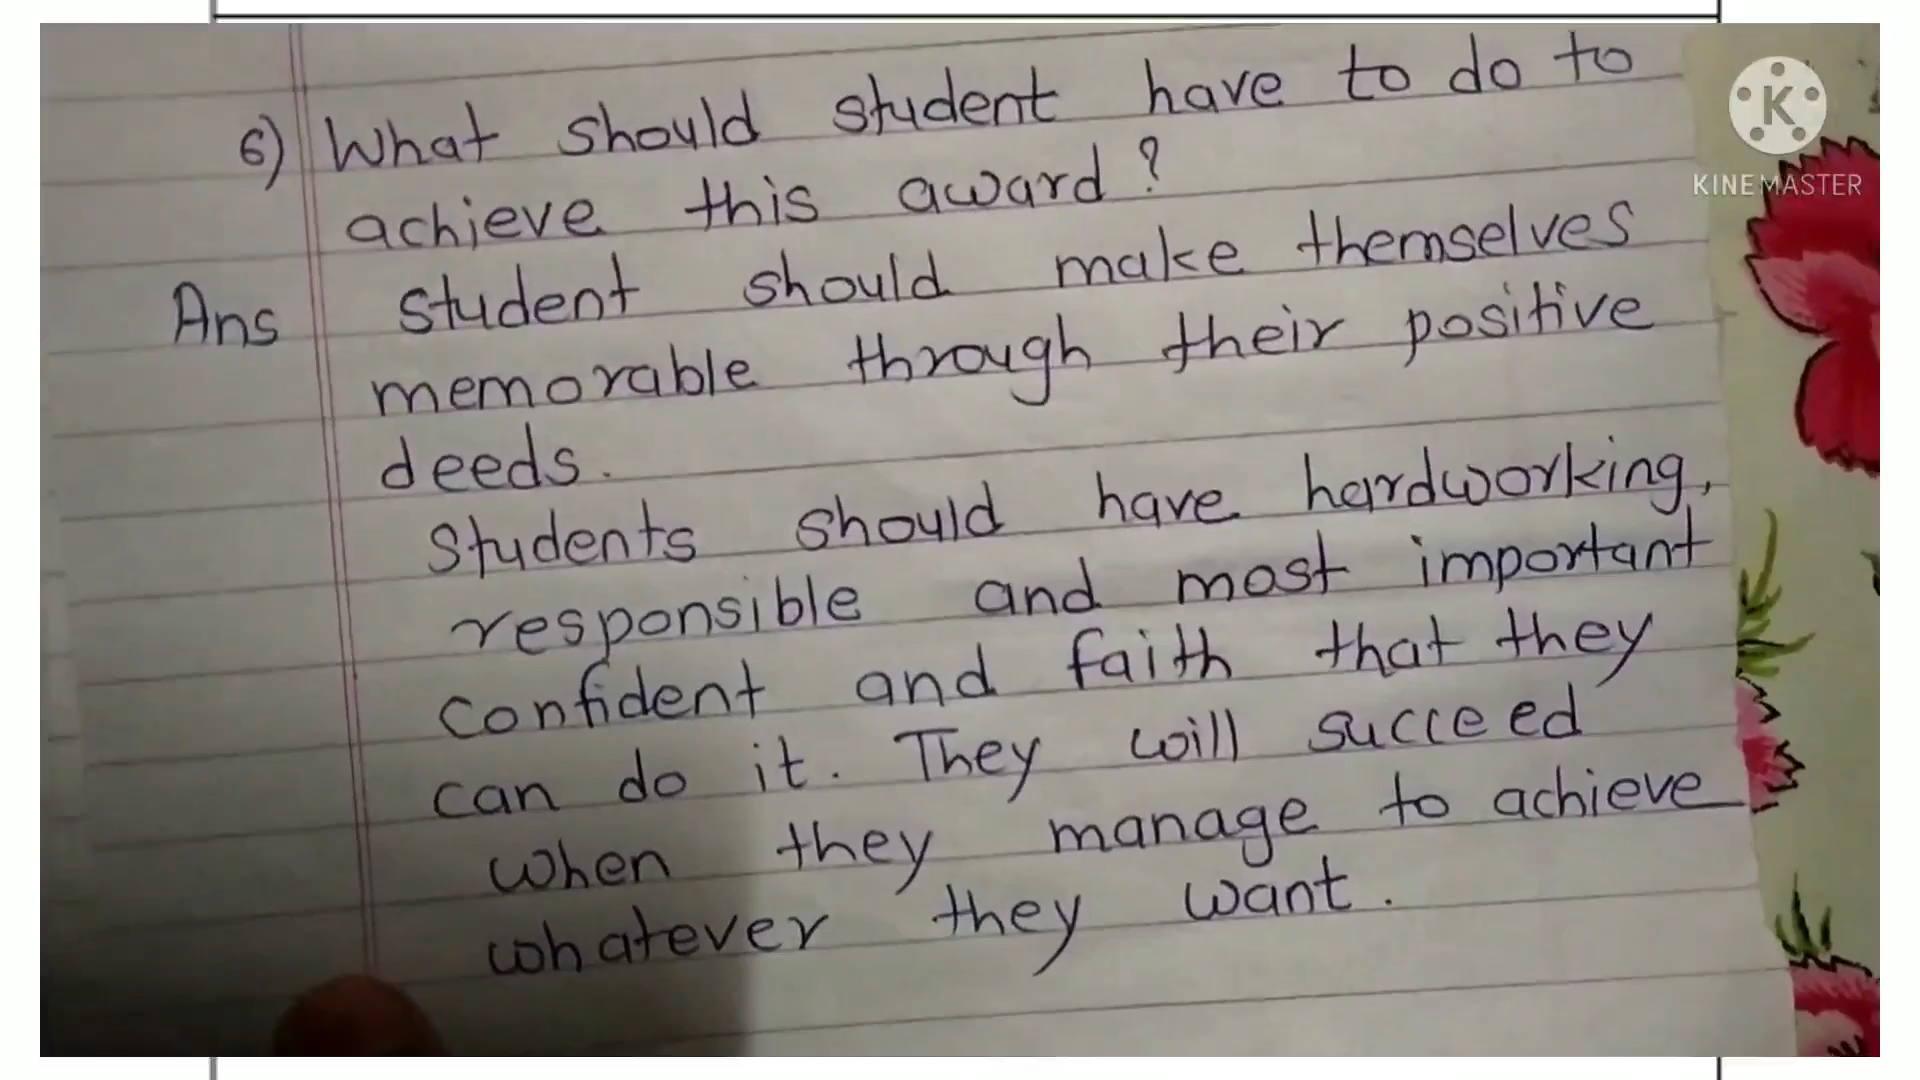 6) What should student have to do to
achieve this award?
Ans student should make themselves
memorable through their positive
deeds.
Students should have hardworking,
responsible and most important
confident and faith that they
can do it. They will succeed
when they manage to achieve
whatever they want.
K
KINEMASTER